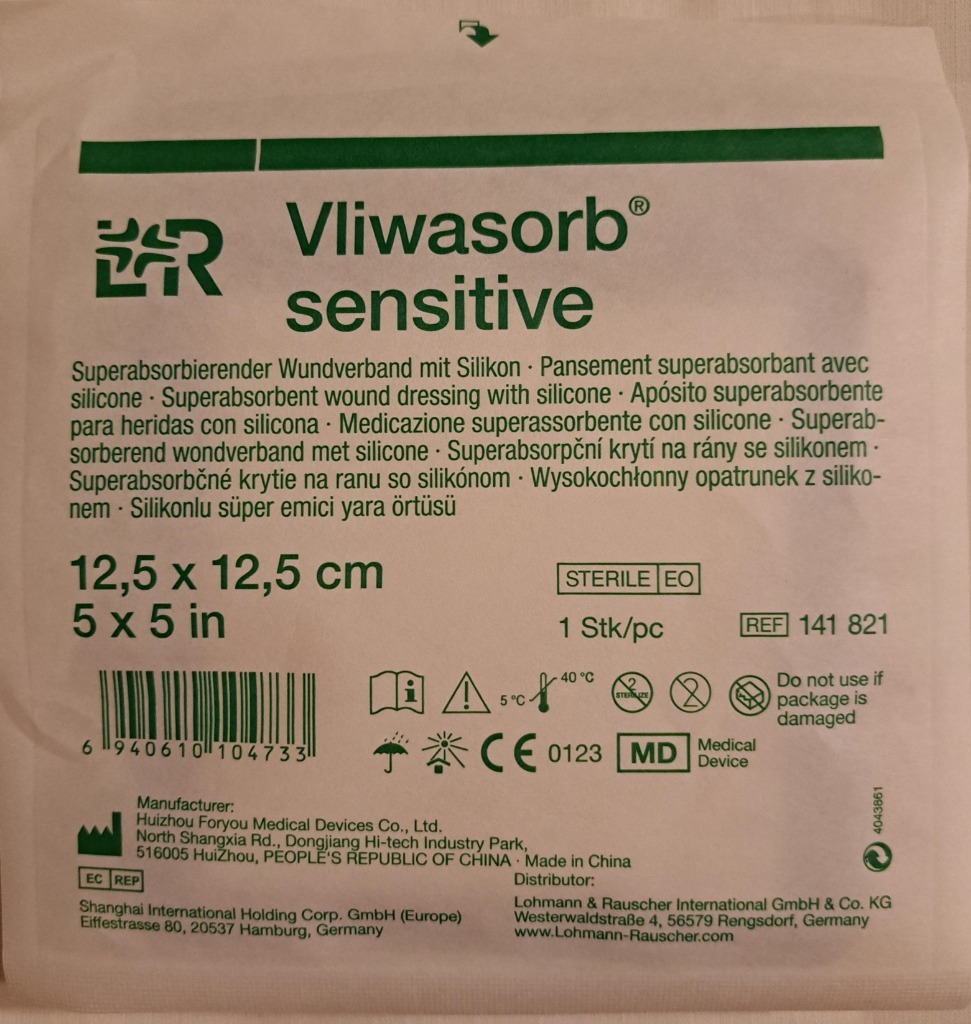 L&R
Vliwasorb®
sensitive
Superabsorbierender Wundverband mit Silikon · Pansement superabsorbant avec
silicone · Superabsorbent wound dressing with silicone · Apósito superabsorbente
para heridas con silicona · Medicazione superassorbente con silicone · Superab-
sorberend wondverband met silicone · Superabsorpční krytí na rány se silikonem ·
Superabsorbčné krytie na ranu so silikónom · Wysokochłonny opatrunek z siliko-
nem · Silikonlu süper emici yara örtüsü
12,5 x 12,5 cm
5 x 5 in
STERILE EO
1 Stk/pc
REF 141 821
6 940610 104733
5 °C
40 °C
2
STERILIZE
2
Do not use if
package is
damaged
CE 0123
MD
Medical
Device
Manufacturer:
Huizhou Foryou Medical Devices Co., Ltd.
North Shangxia Rd., Dongjiang Hi-tech Industry Park,
516005 HuiZhou, PEOPLE'S REPUBLIC OF CHINA · Made in China
4043861
EC REP
Shanghai International Holding Corp. GmbH (Europe)
Eiffestrasse 80, 20537 Hamburg, Germany
Distributor:
Lohmann & Rauscher International GmbH & Co. KG
Westerwaldstraße 4, 56579 Rengsdorf, Germany
www.Lohmann-Rauscher.com